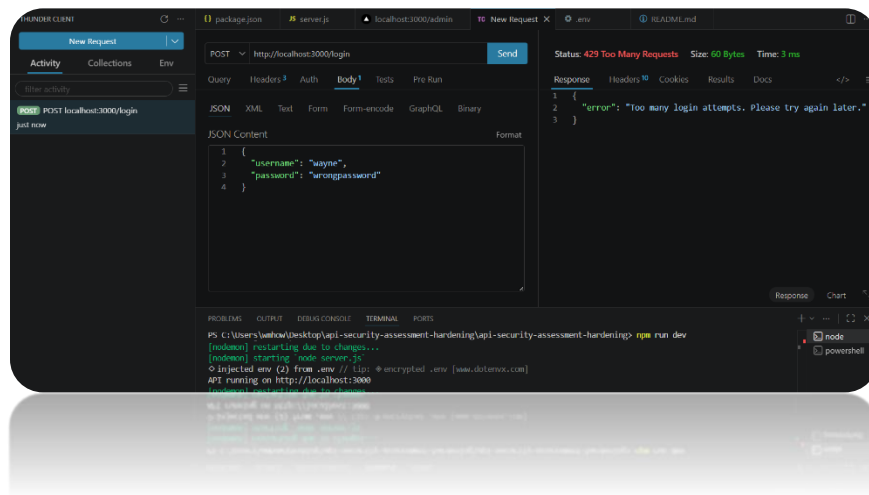 THUNDER CLIENT
New Request
Activity Collections Env
filter activity
POST POST localhost:3000/login
just now
{} package.json JS server.js localhost:3000/admin TC New Request .env README.md
POST http://localhost:3000/login Send
Query Headers 3 Auth Body 1 Tests Pre Run
JSON XML Text Form Form-encode GraphQL Binary
JSON Content Format
1 {
2 "username": "wayne",
3 "password": "wrongpassword"
4 }
Status: 429 Too Many Requests Size: 60 Bytes Time: 3 ms
Response Headers 10 Cookies Results Docs </>
1 {
2 "error": "Too many login attempts. Please try again later."
3 }
Response Chart
PROBLEMS OUTPUT DEBUG CONSOLE TERMINAL PORTS
PS C:\Users\wmhow\Desktop\api-security-assessment-hardening\api-security-assessment-hardening> npm run dev
[nodemon] restarting due to changes...
[nodemon] starting `node server.js`
injected env (2) from .env // tip: encrypted .env [www.dotenvx.com]
API running on http://localhost:3000
[nodemon] restarting due to changes...
node
powershell